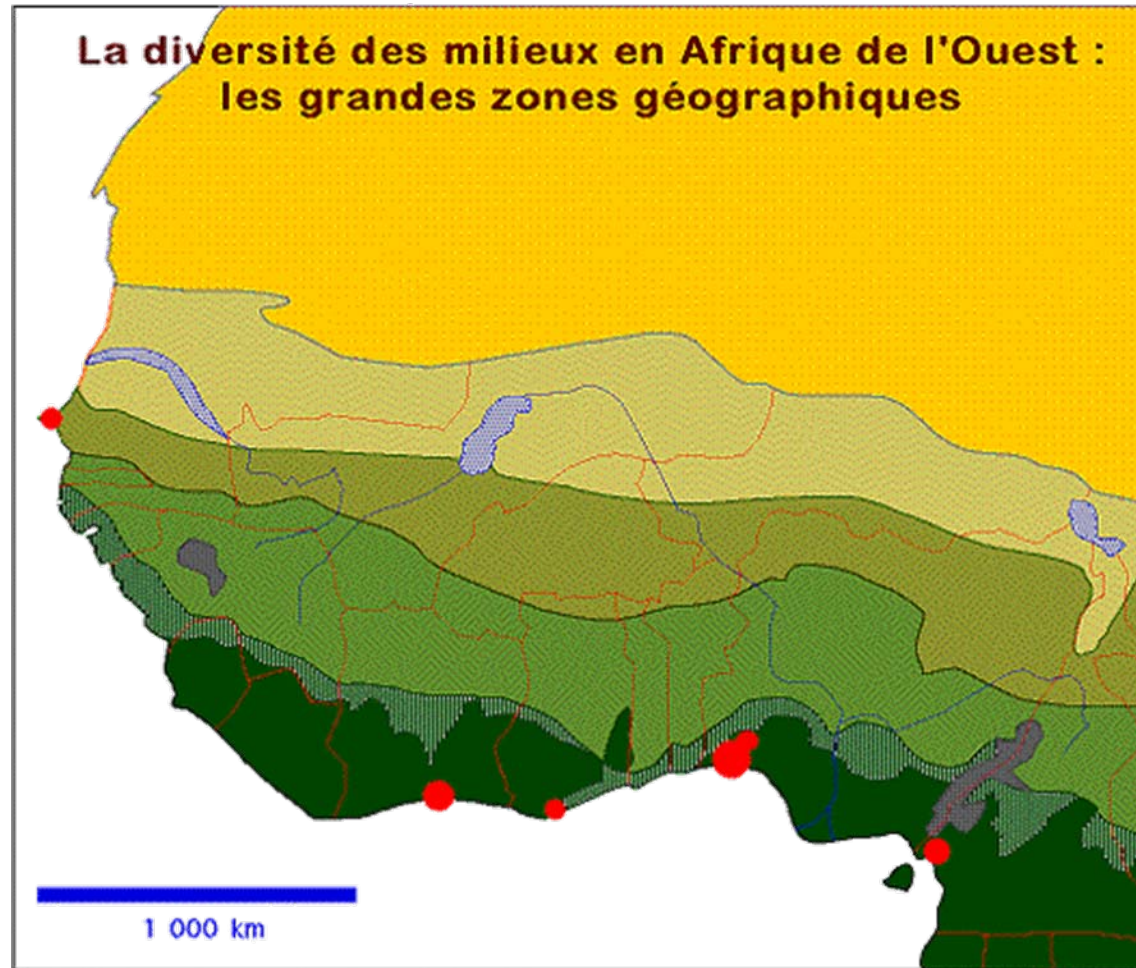 La diversité des milieux en Afrique de l'Ouest :
les grandes zones géographiques
1 000 km